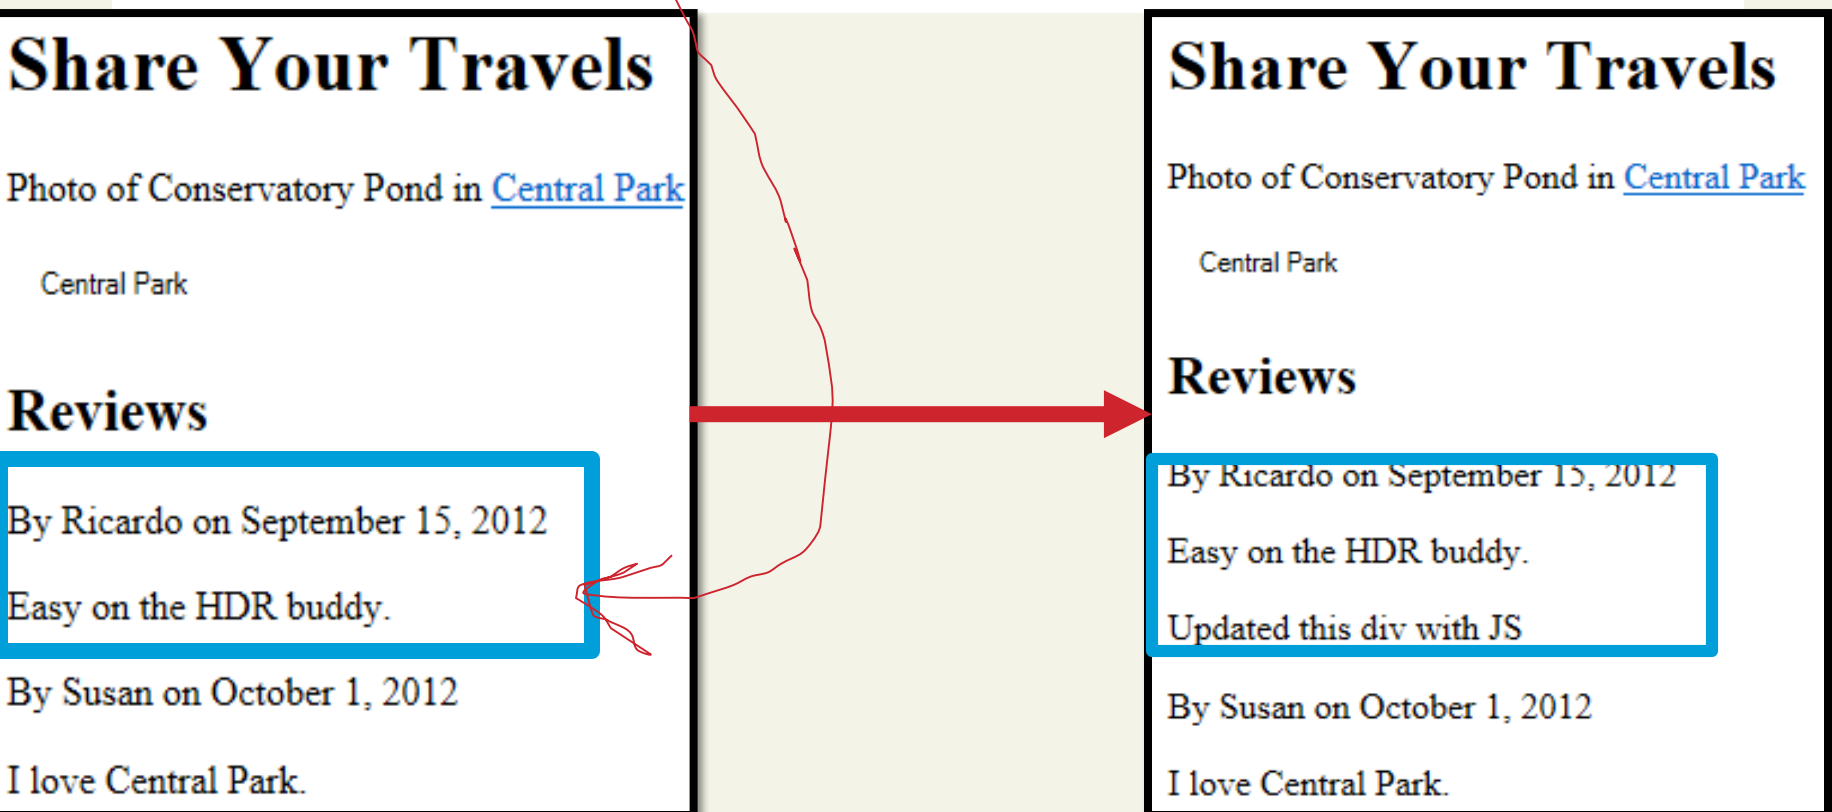 Share Your Travels
Photo of Conservatory Pond in Central Park
Central Park
Reviews
By Ricardo on September 15, 2012
Easy on the HDR buddy.
By Susan on October 1, 2012
I love Central Park.
Share Your Travels
Photo of Conservatory Pond in Central Park
Central Park
Reviews
By Ricardo on September 15, 2012
Easy on the HDR buddy.
Updated this div with JS
By Susan on October 1, 2012
I love Central Park.